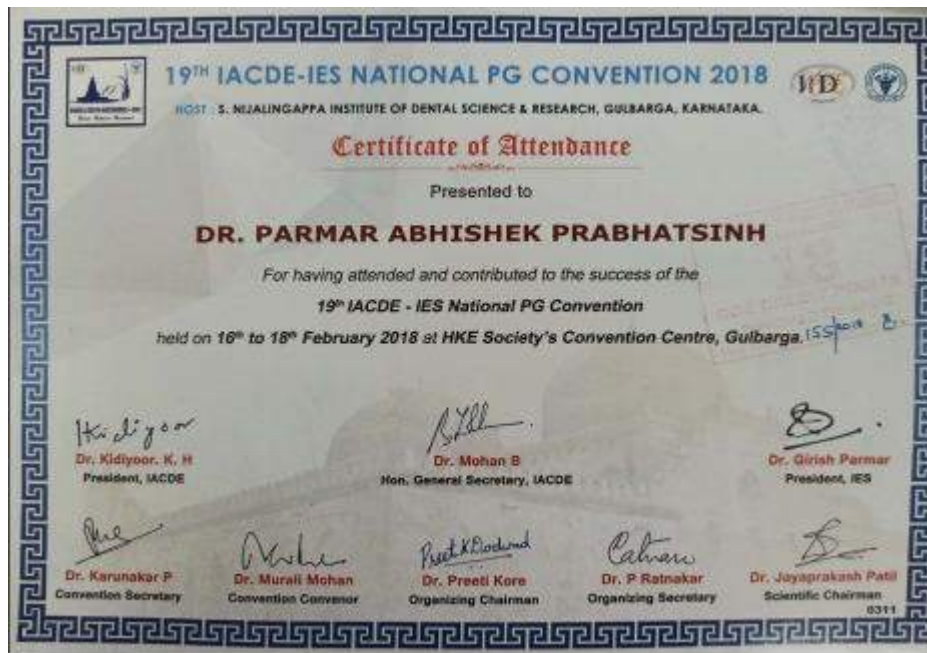 19TH IACDE-IES NATIONAL PG CONVENTION 2018
HOST : S. NIJALINGAPPA INSTITUTE OF DENTAL SCIENCE & RESEARCH, GULBARGA, KARNATAKA.
Certificate of Attendance
Presented to
DR. PARMAR ABHISHEK PRABHATSINH
For having attended and contributed to the success of the
19th IACDE - IES National PG Convention
held on 16th to 18th February 2018 at HKE Society's Convention Centre, Gulbarga.
Kidiyoor
Dr. Kidiyoor. K. H
President, IACDE
Dr. Mohan B
Hon. General Secretary, IACDE
Dr. Girish Parmar
President, IES
Dr. Karunakar P
Convention Secretary
Dr. Murali Mohan
Convention Convenor
Dr. Preeti Kore
Organizing Chairman
Dr. P Ratnakar
Organizing Secretary
Dr. Jayaprakash Patil
Scientific Chairman
0311